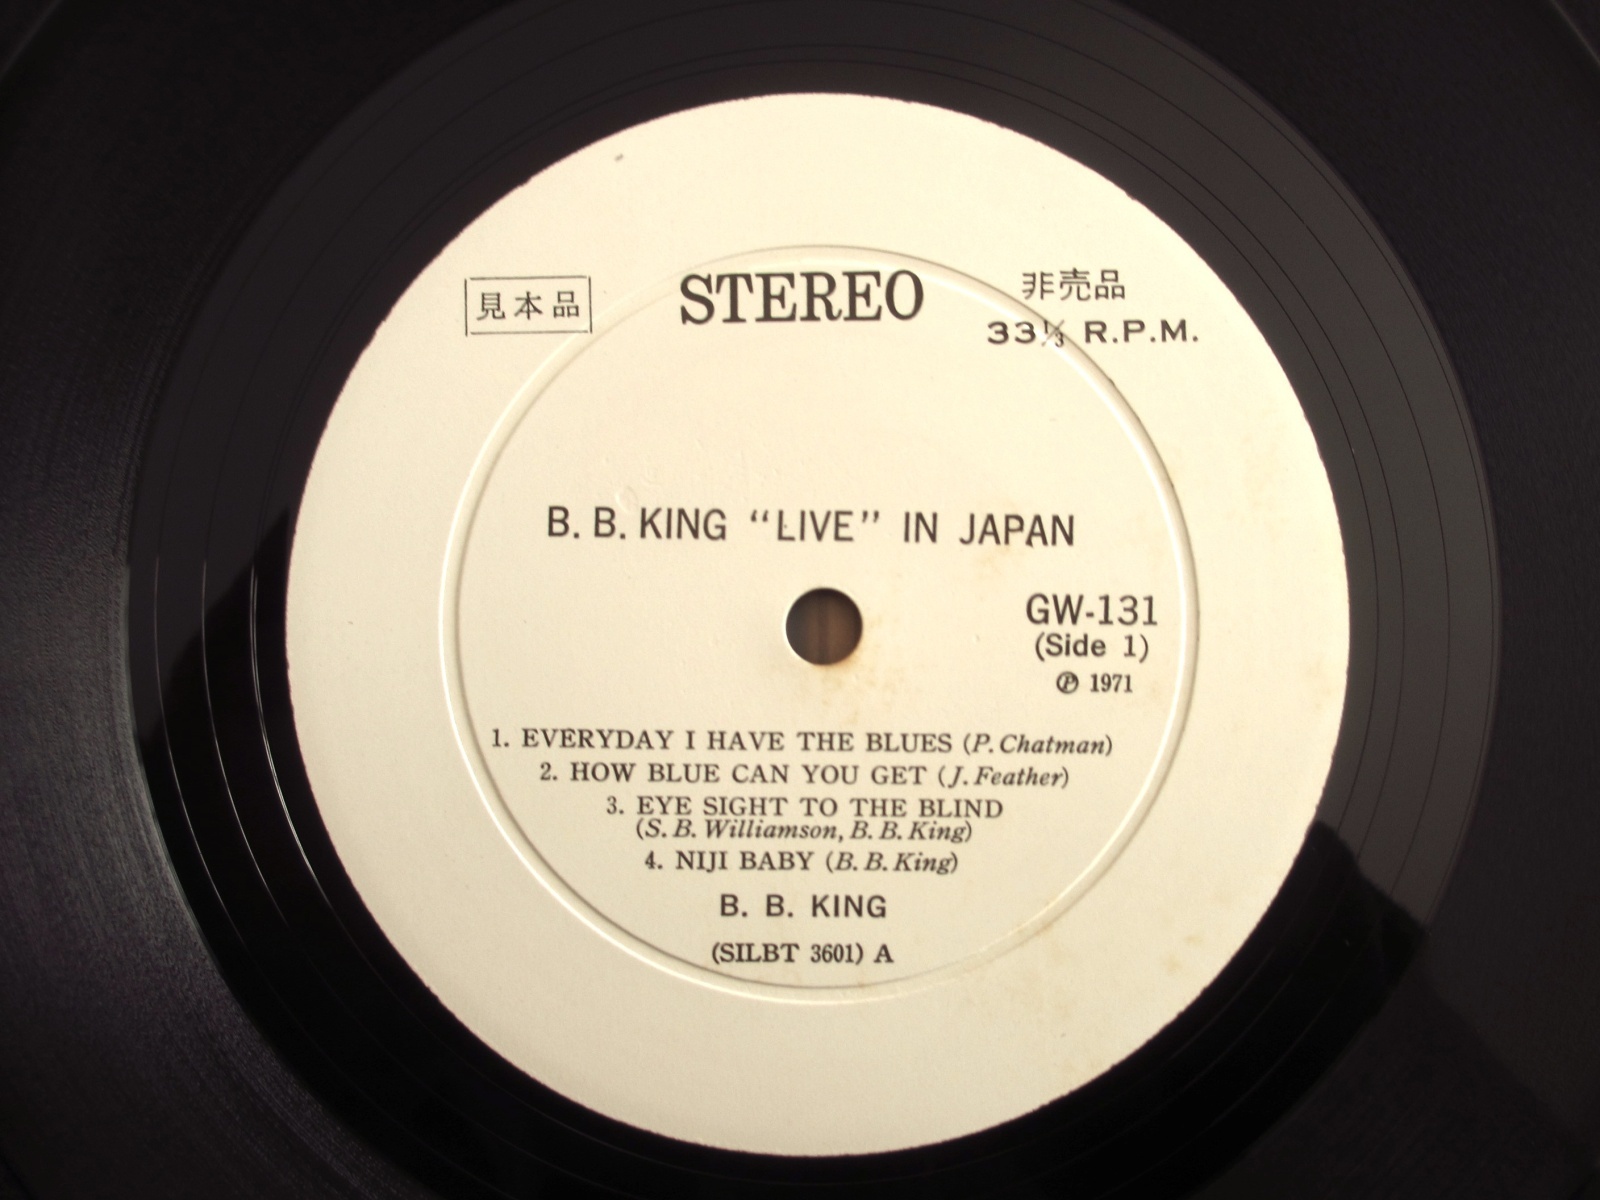 見本品
STEREO
非売品
33⅓ R.P.M.
B. B. KING “LIVE” IN JAPAN
GW-131
(Side 1)
℗ 1971
1. EVERYDAY I HAVE THE BLUES (P. Chatman)
2. HOW BLUE CAN YOU GET (J. Feather)
3. EYE SIGHT TO THE BLIND
(S. B. Williamson, B. B. King)
4. NIJI BABY (B. B. King)
B. B. KING
(SILBT 3601) A